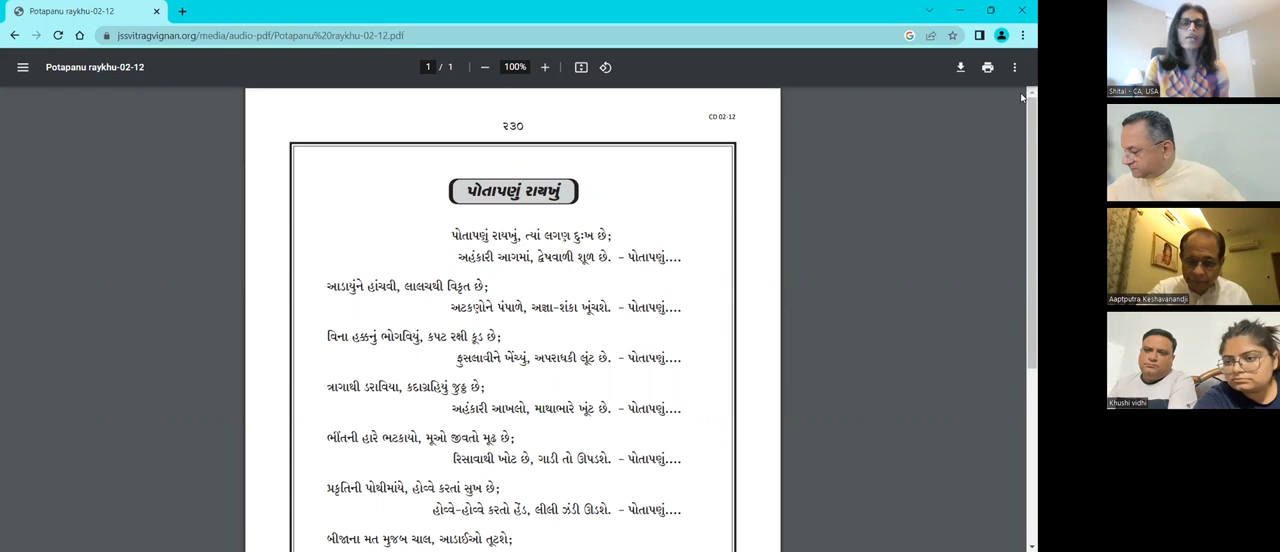 Potapanu raykhu-02-12
jssvitragvignan.org/media/audio-pdf/Potapanu%20raykhu-02-12.pdf
Potapanu raykhu-02-12
1 / 1
100%
CD 02-12
૨૩૦
પોતાપણું રાયખું
પોતાપણું રાયખું, ત્યાં લગણ દુઃખ છે;
અહંકારી આગમાં, દ્વેષવાળી શૂળ છે. - પોતાપણું....
આડાયુંને હાંચવી, લાલચથી વિકૃત છે;
અટકણોને પંપાળે, અજ્ઞા-શંકા ખૂંચશે. - પોતાપણું....
વિના હક્કનું ભોગવિયું, કપટ રક્ષી કૂડ છે;
ફુસલાવીને ખેંચ્યું, અપરાધકી લૂંટ છે. - પોતાપણું....
ત્રાગાથી ડરાવિયા, કદાગ્રહિયું જુઠ્ઠ છે;
અહંકારી આખલો, માથાભારે ખૂંટ છે. - પોતાપણું....
ભીંતની હારે ભટકાયો, મૂઓ જીવતો મૂઢ છે;
રિસાવાથી ખોટ છે, ગાડી તો ઊપડશે. - પોતાપણું....
પ્રકૃતિની પોથીમાંયે, હોવ્વે કરતાં સુખ છે;
હોવ્વે-હોવ્વે કરતો હેંડ, લીલી ઝંડી ઊડશે. - પોતાપણું....
બીજાના મત મુજબ ચાલ, આડાઈઓ તૂટશે;
Shital - CA, USA
Aaptputra Keshavanandji
Khushi vidhi